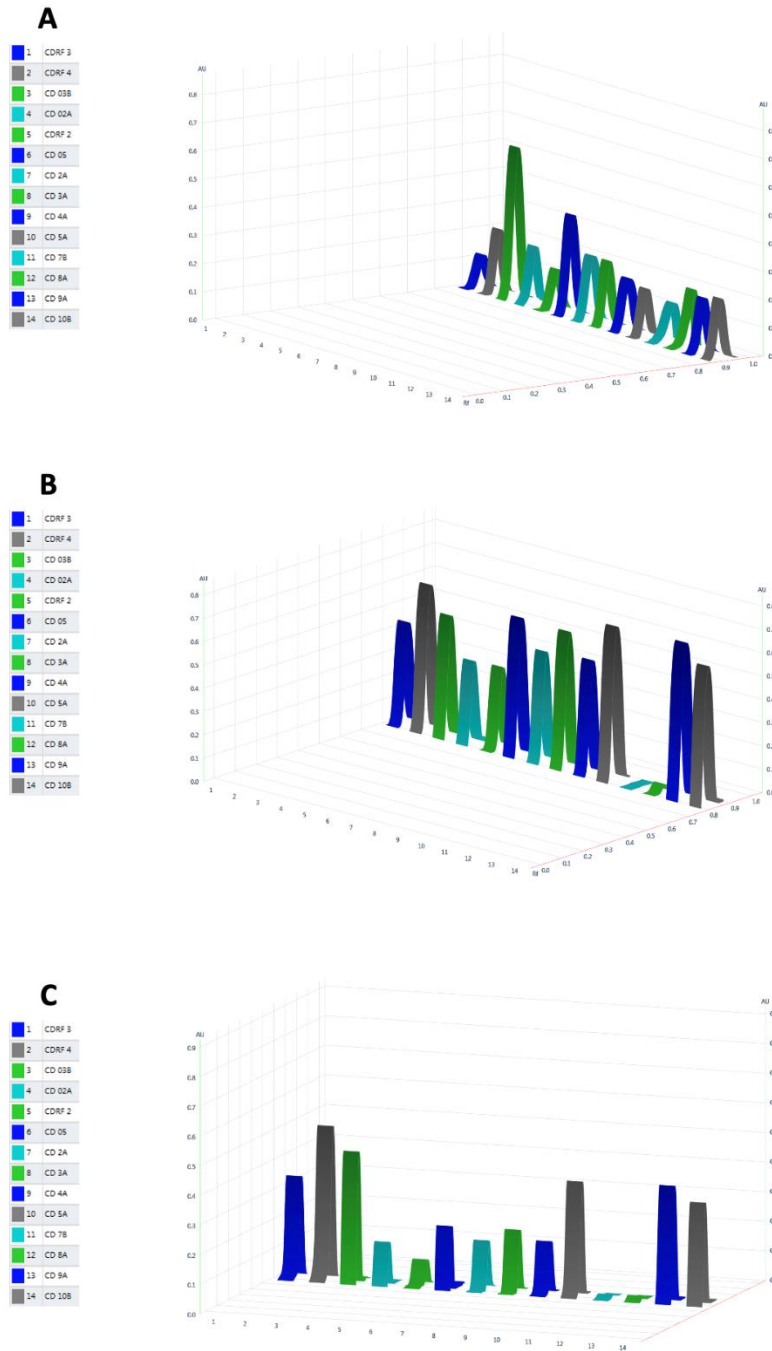 A
1 CDRF 3
2 CDRF 4
3 CD 03B
4 CD 02A
5 CDRF 2
6 CD 05
7 CD 2A
8 CD 3A
9 CD 4A
10 CD 5A
11 CD 7B
12 CD 8A
13 CD 9A
14 CD 10B
AU
0.8
0.7
0.6
0.5
0.4
0.3
0.2
0.1
0.0
1 2 3 4 5 6 7 8 9 10 11 12 13 14
Rf 0.0 0.1 0.2 0.3 0.4 0.5 0.6 0.7 0.8 0.9 1.0
AU
B
1 CDRF 3
2 CDRF 4
3 CD 03B
4 CD 02A
5 CDRF 2
6 CD 05
7 CD 2A
8 CD 3A
9 CD 4A
10 CD 5A
11 CD 7B
12 CD 8A
13 CD 9A
14 CD 10B
AU
0.8
0.7
0.6
0.5
0.4
0.3
0.2
0.1
0.0
1 2 3 4 5 6 7 8 9 10 11 12 13 14
Rf 0.0 0.1 0.2 0.3 0.4 0.5 0.6 0.7 0.8 0.9 1.0
AU
C
1 CDRF 3
2 CDRF 4
3 CD 03B
4 CD 02A
5 CDRF 2
6 CD 05
7 CD 2A
8 CD 3A
9 CD 4A
10 CD 5A
11 CD 7B
12 CD 8A
13 CD 9A
14 CD 10B
AU
0.9
0.8
0.7
0.6
0.5
0.4
0.3
0.2
0.1
0.0
1 2 3 4 5 6 7 8 9 10 11 12 13 14
AU